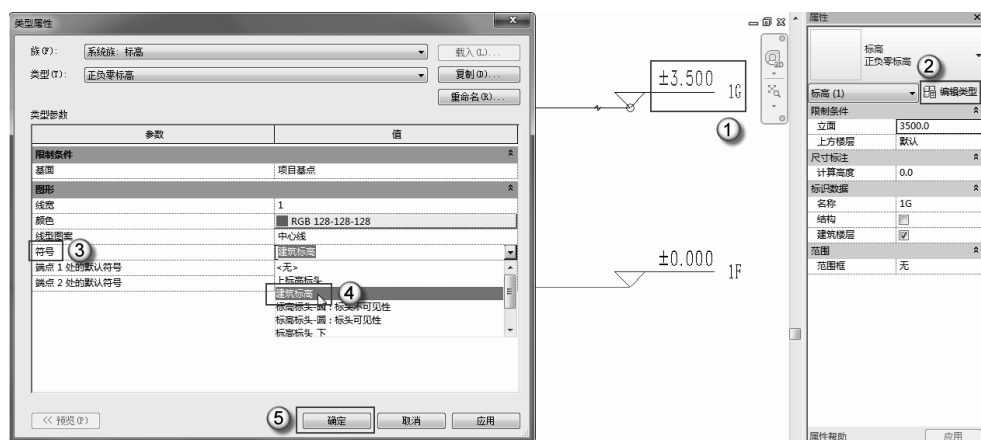 类型属性
x
族(F):
系统族: 标高
载入(L)...
类型(T):
正负零标高
复制(D)...
重命名(R)...
类型参数
参数
值
限制条件
基面
项目基点
图形
线宽
1
颜色
RGB 128-128-128
线型图案
中心线
符号
③
建筑标高
端点 1 处的默认符号
<无>
端点 2 处的默认符号
上标高标头
建筑标高
④
标高标头-圆 : 标头不可见性
标高标头-圆 : 标头可见性
标高标头_下
<< 预览(P)
⑤
确定
取消
应用
±3.500
1G
①
±0.000
1F
2D
属性
X
标高
正负零标高
②
标高 (1)
编辑类型
限制条件
立面
3500.0
上方楼层
默认
尺寸标注
计算高度
0.0
标识数据
名称
1G
结构
建筑楼层
范围
范围框
无
属性帮助
应用